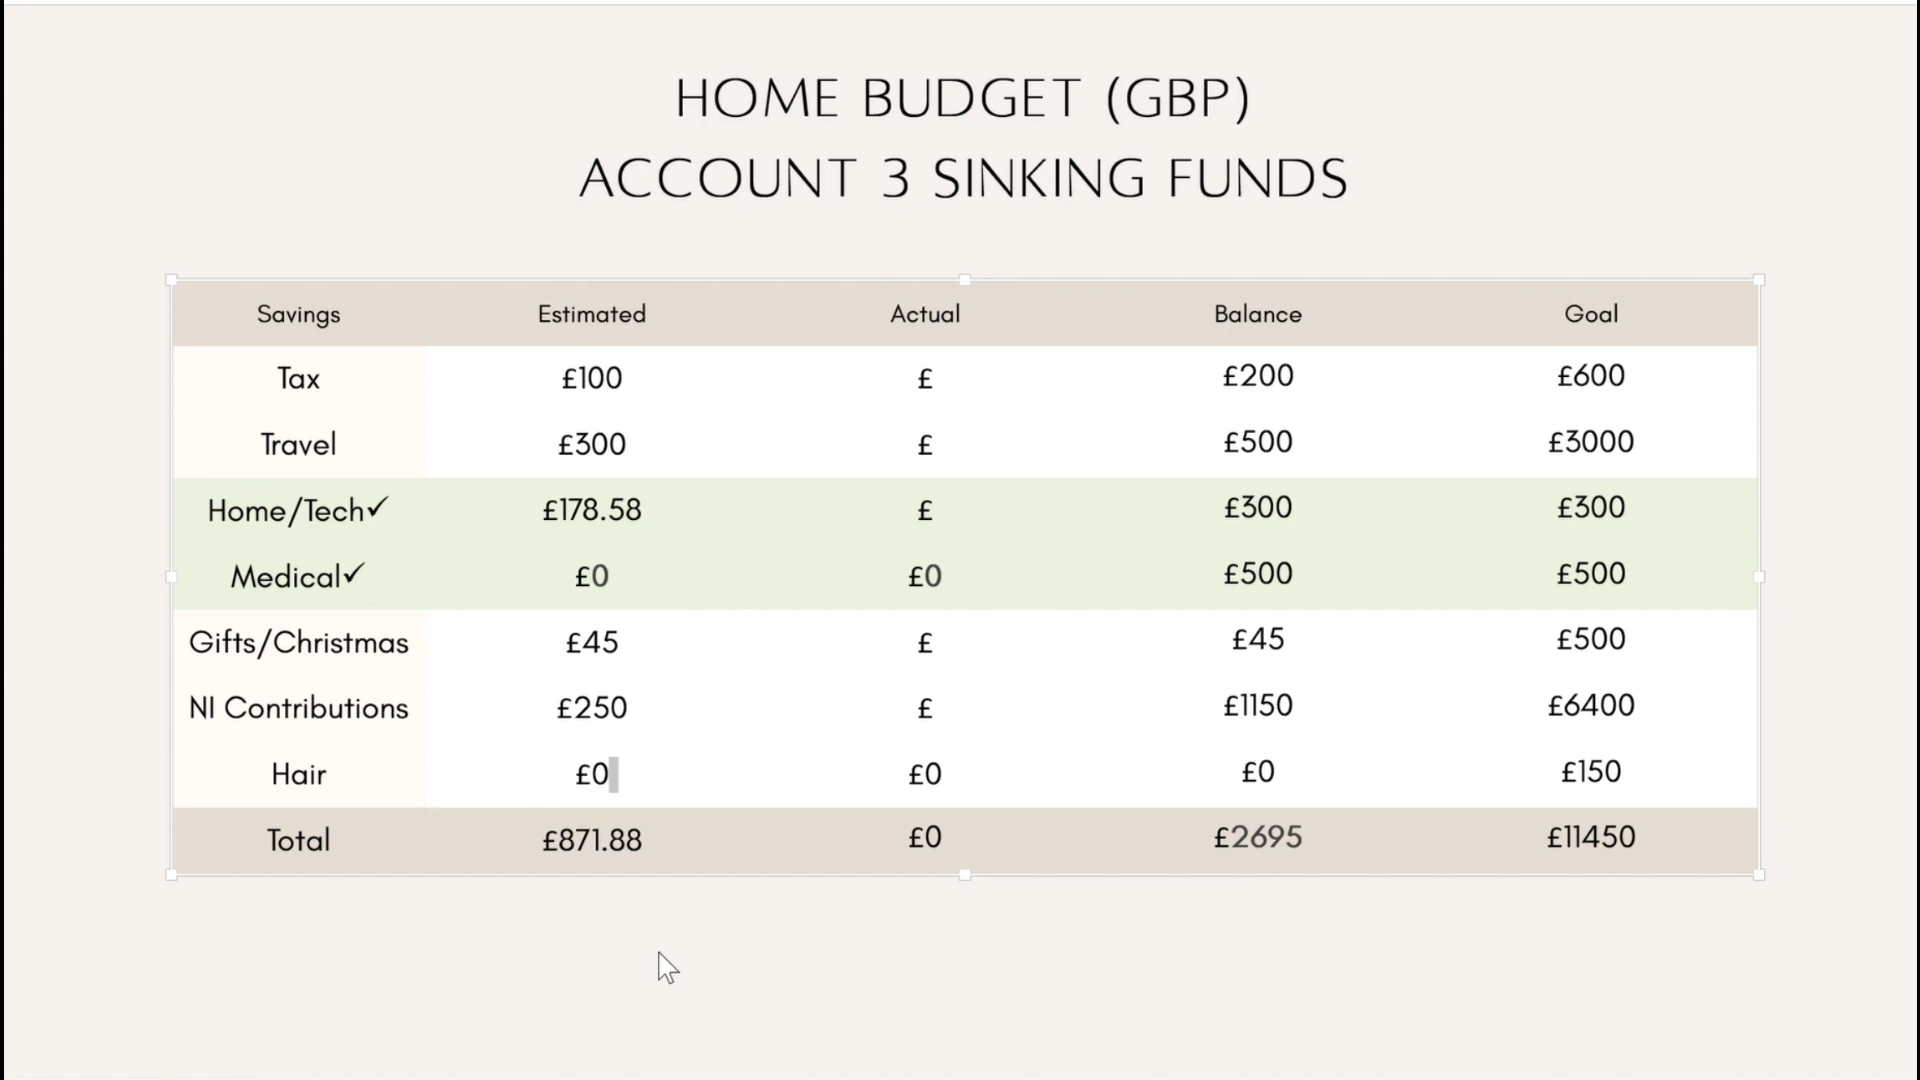 HOME BUDGET (GBP)
ACCOUNT 3 SINKING FUNDS
Savings Estimated Actual Balance Goal
Tax £100 £ £200 £600
Travel £300 £ £500 £3000
Home/Tech✓ £178.58 £ £300 £300
Medical✓ £0 £0 £500 £500
Gifts/Christmas £45 £ £45 £500
NI Contributions £250 £ £1150 £6400
Hair £0 £0 £0 £150
Total £871.88 £0 £2695 £11450